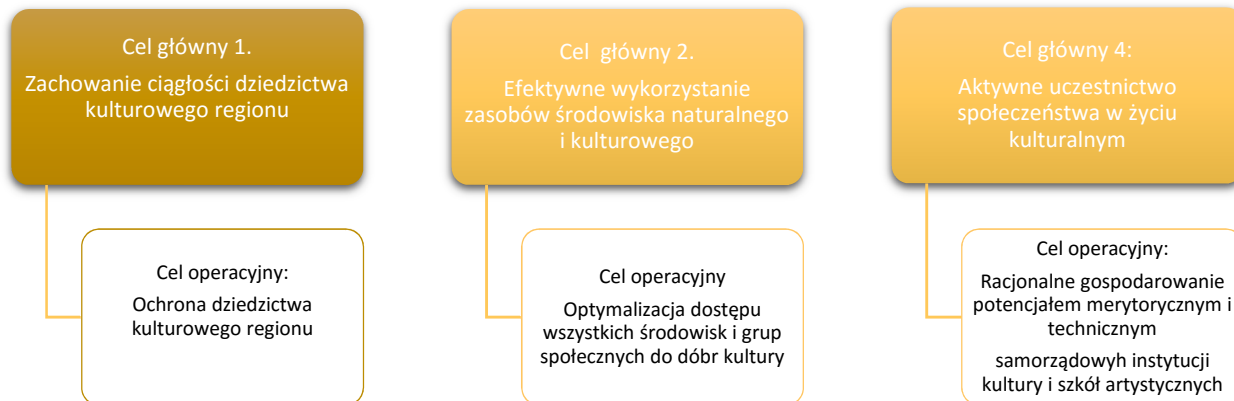 Cel główny 1.
Zachowanie ciągłości dziedzictwa
kulturowego regionu
Cel operacyjny:
Ochrona dziedzictwa
kulturowego regionu
Cel  główny 2.
Efektywne wykorzystanie
zasobów środowiska naturalnego
i kulturowego
Cel operacyjny
Optymalizacja dostępu
wszystkich środowisk i grup
społecznych do dóbr kultury
Cel główny 4:
Aktywne uczestnictwo
społeczeństwa w życiu
kulturalnym
Cel operacyjny:
Racjonalne gospodarowanie
potencjałem merytorycznym i
technicznym
samorządowyh instytucji
kultury i szkół artystycznych